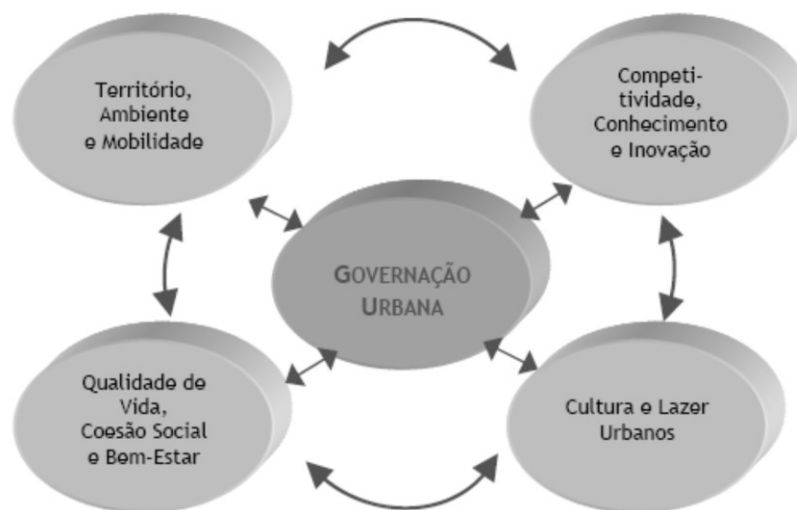 Território,
Ambiente
e Mobilidade
Competi-
tividade,
Conhecimento
e Inovação
GOVERNAÇÃO
URBANA
Qualidade de
Vida,
Coesão Social
e Bem-Estar
Cultura e Lazer
Urbanos